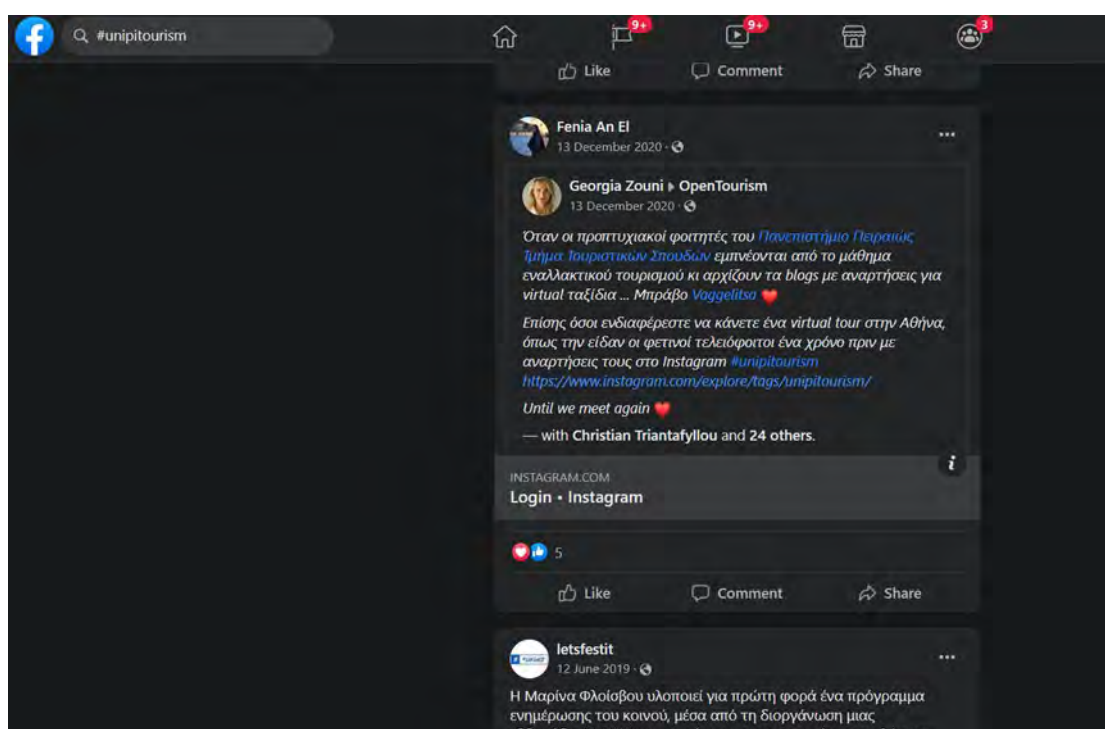 #unipitourism
9+
9+
3
Like Comment Share
Fenia An El
13 December 2020 ·
Georgia Zouni ▸ OpenTourism
13 December 2020 ·
Όταν οι προπτυχιακοί φοιτητές του Πανεπιστήμιο Πειραιώς
Τμήμα Τουριστικών Σπουδών εμπνέονται από το μάθημα
εναλλακτικού τουρισμού κι αρχίζουν τα blogs με αναρτήσεις για
virtual ταξίδια ... Μπράβο Vaggelitsa ❤️
Επίσης όσοι ενδιαφέρεστε να κάνετε ένα virtual tour στην Αθήνα,
όπως την είδαν οι φετινοί τελειόφοιτοι ένα χρόνο πριν με
αναρτήσεις τους στο Instagram #unipitourism
https://www.instagram.com/explore/tags/unipitourism/
Until we meet again ❤️
— with Christian Triantafyllou and 24 others.
INSTAGRAM.COM
Login • Instagram
5
Like Comment Share
letsfestit
12 June 2019 ·
Η Μαρίνα Φλοίσβου υλοποιεί για πρώτη φορά ένα πρόγραμμα
ενημέρωσης του κοινού, μέσα από τη διοργάνωση μιας